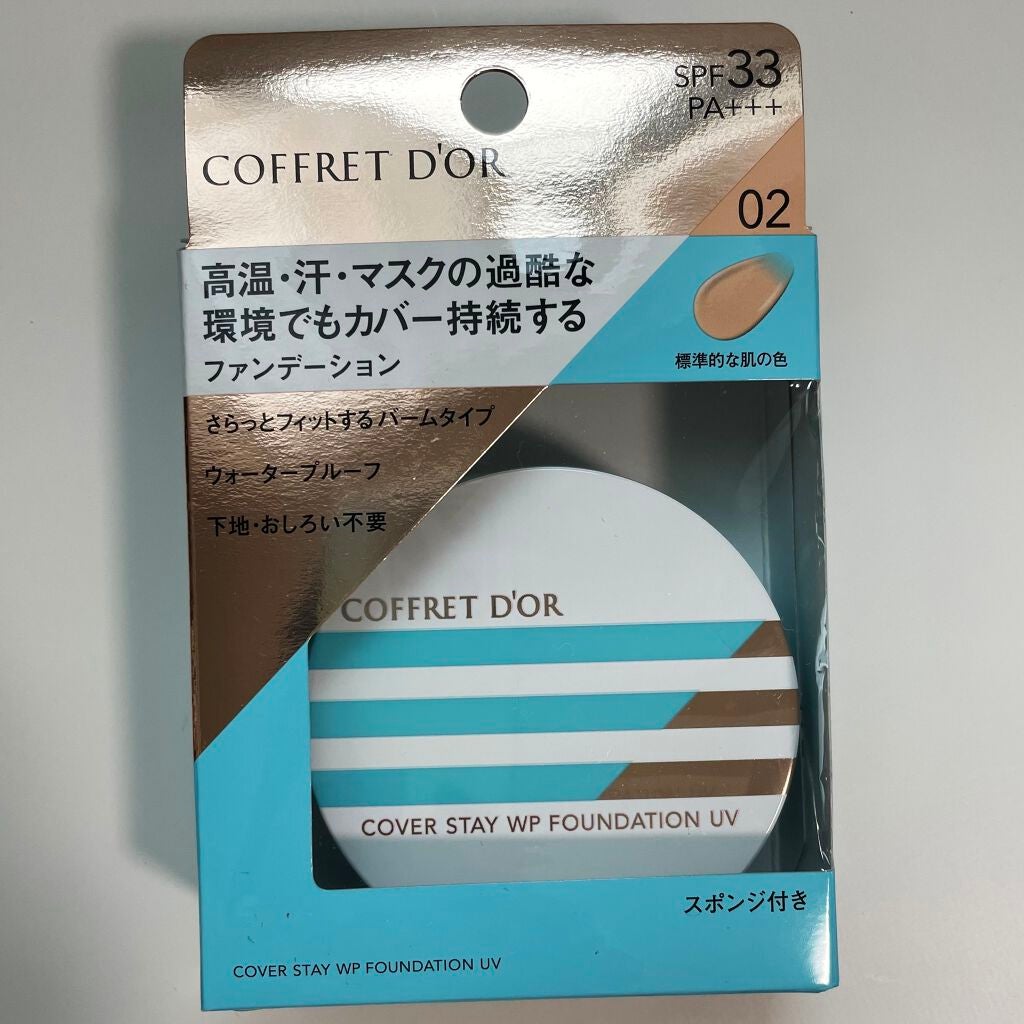 SPF33
PA+++
COFFRET D'OR
02
高温・汗・マスクの過酷な
環境でもカバー持続する
ファンデーション
標準的な肌の色
さらっとフィットするバームタイプ
ウォータープルーフ
下地・おしろい不要
COFFRET D'OR
COVER STAY WP FOUNDATION UV
スポンジ付き
COVER STAY WP FOUNDATION UV